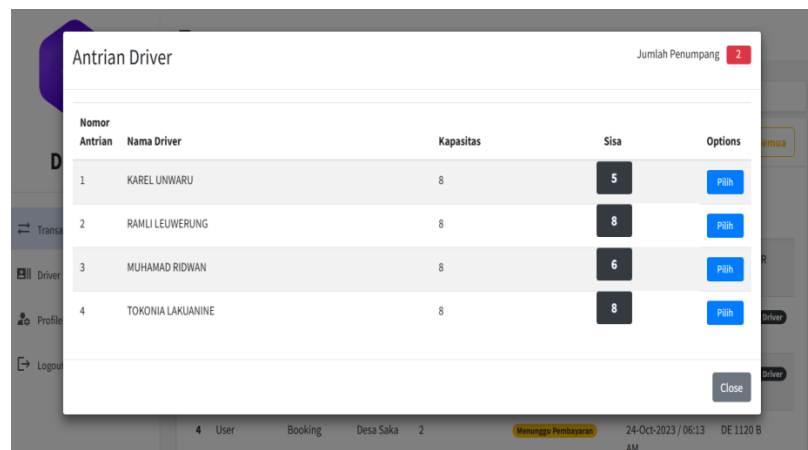 Antrian Driver
Jumlah Penumpang 2
Nomor Antrian Nama Driver Kapasitas Sisa Options
1 KAREL UNWARU 8 5 Pilih
2 RAMLI LEUWERUNG 8 8 Pilih
3 MUHAMAD RIDWAN 8 6 Pilih
4 TOKONIA LAKUANINE 8 8 Pilih
Close
D
emua
Transa
Driver
R
Profile
Driver
Logout
Driver
4 User Booking Desa Saka 2 Menunggu Pembayaran 24-Oct-2023 / 06:13 DE 1120 B
AM